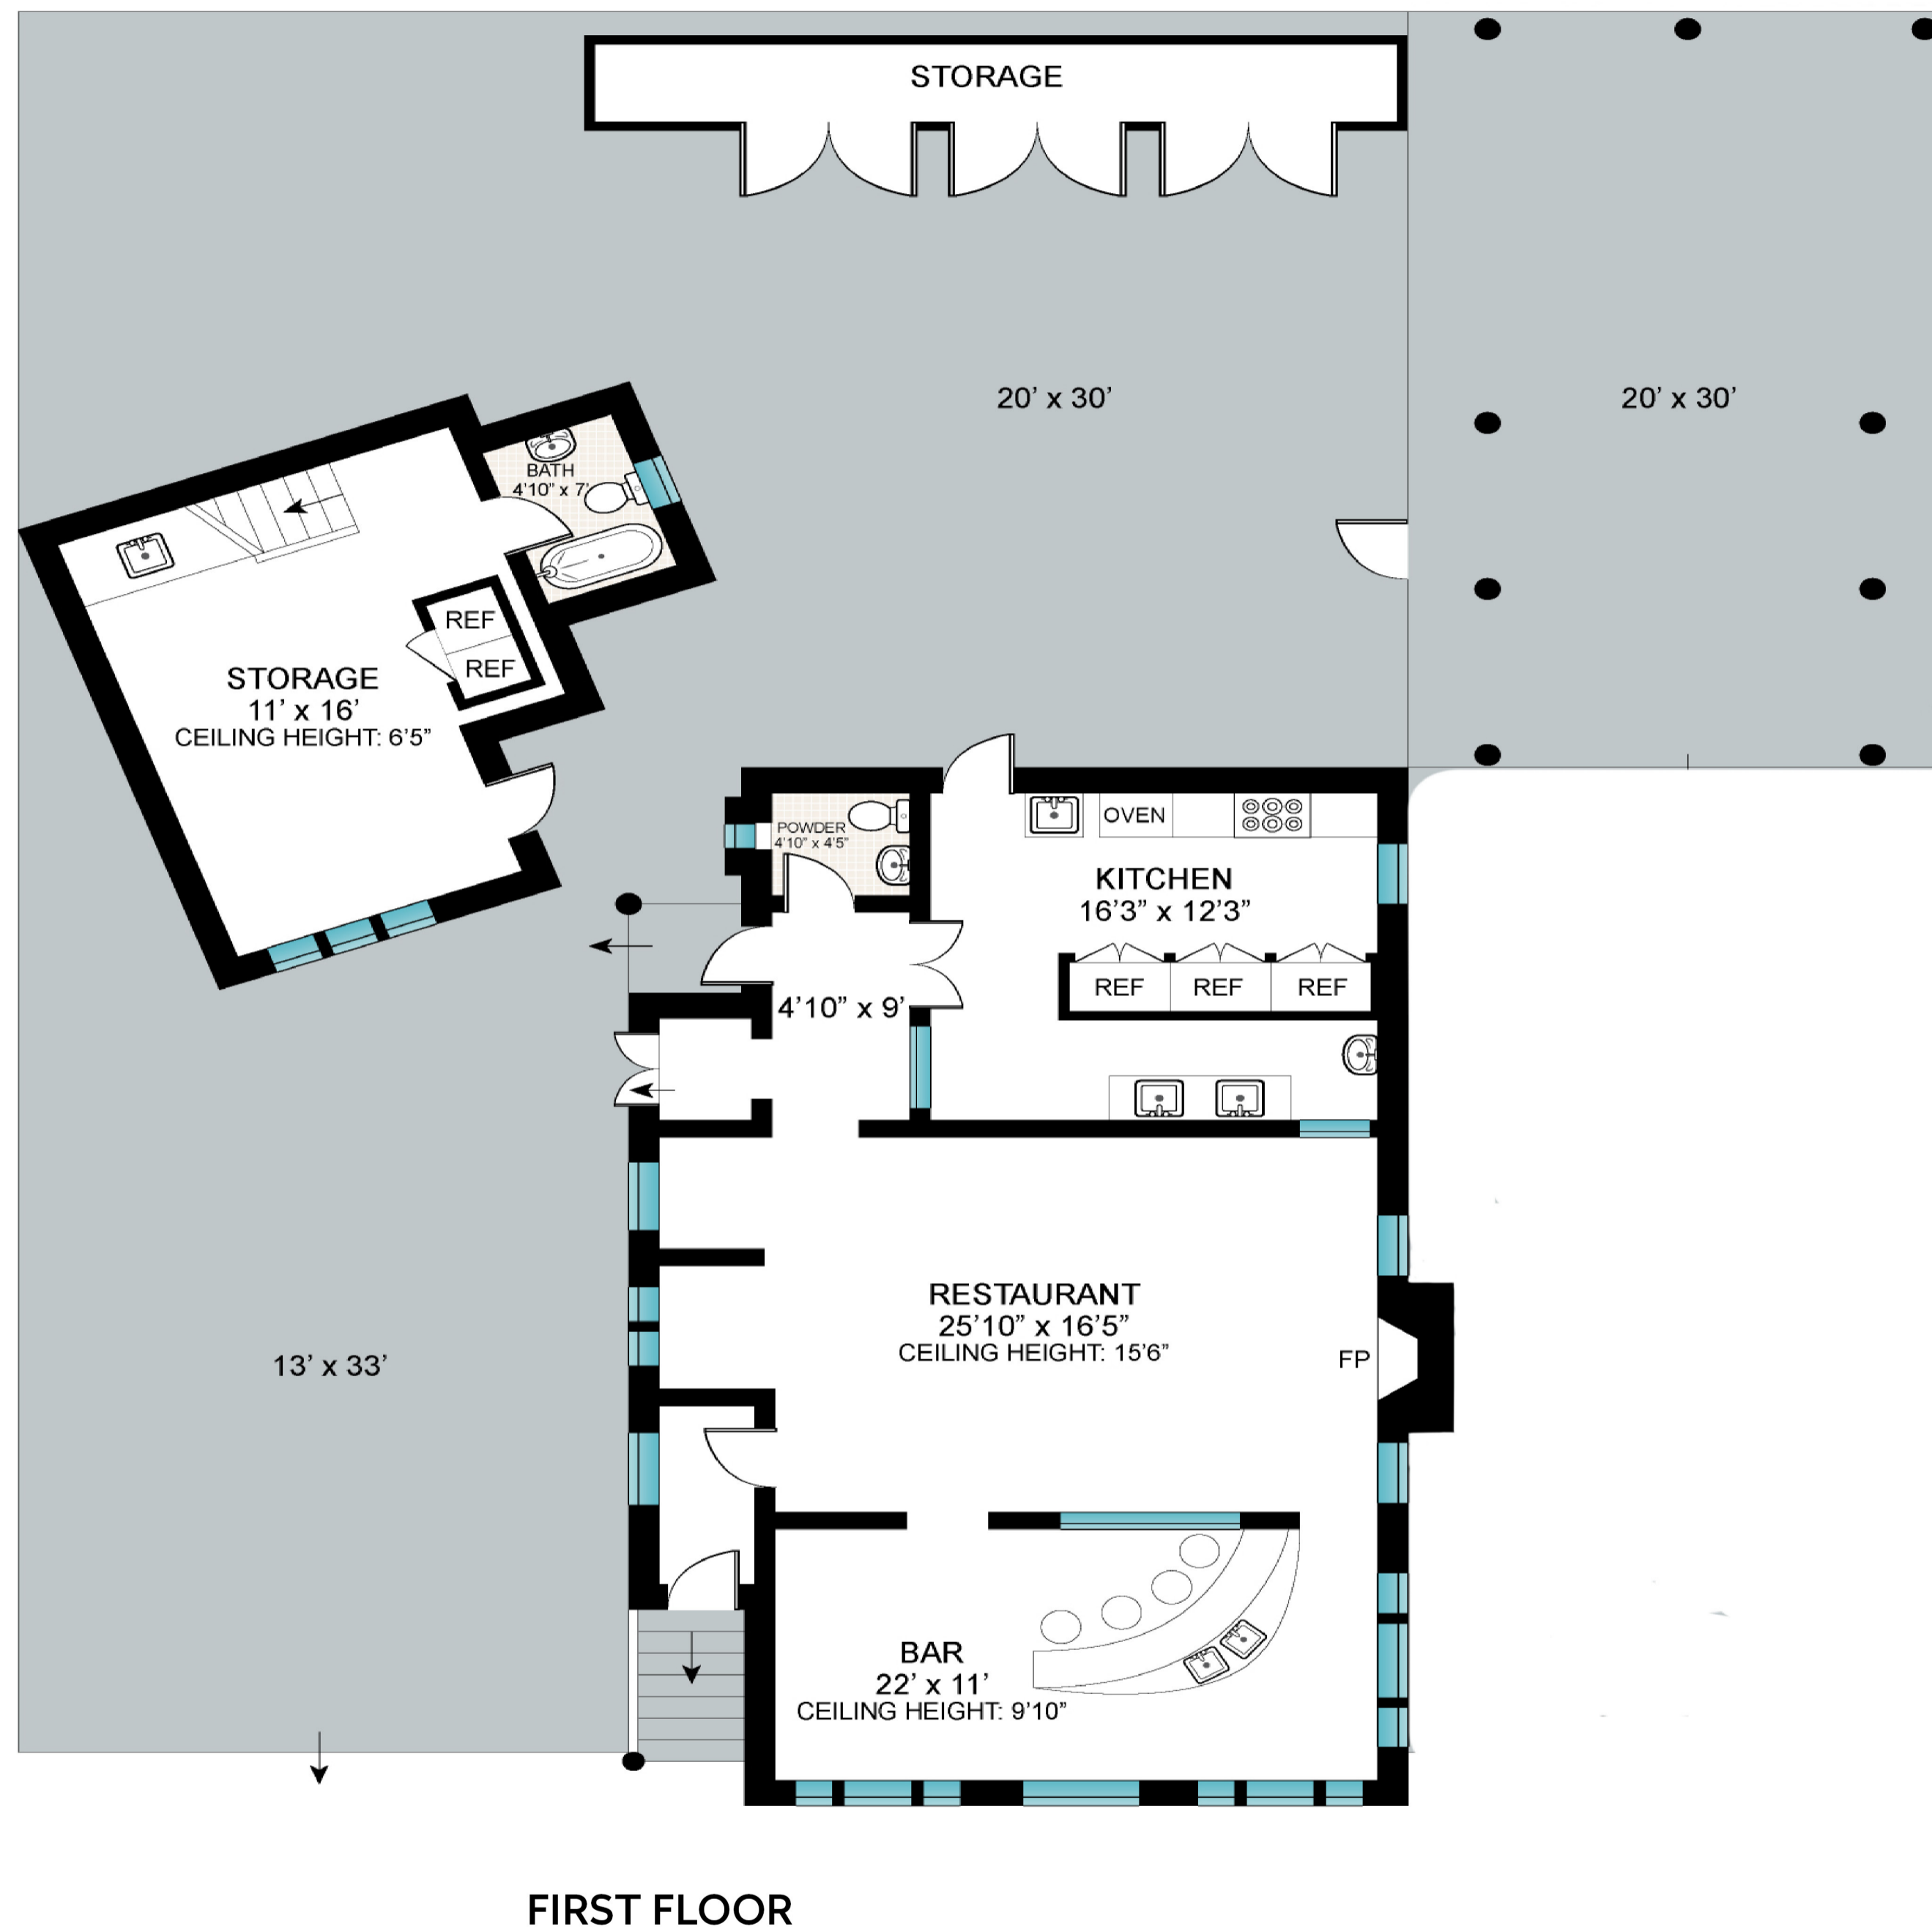 STORAGE
20’ x 30’
20’ x 30’
BATH
4’10” x 7’
REF
REF
STORAGE
11’ x 16’
CEILING HEIGHT: 6’5”
POWDER
4’10” x 4’5”
OVEN
KITCHEN
16’3” x 12’3”
REF REF REF
4’10” x 9’
RESTAURANT
25’10” x 16’5”
CEILING HEIGHT: 15’6”
FP
13’ x 33’
BAR
22’ x 11’
CEILING HEIGHT: 9’10”
FIRST FLOOR